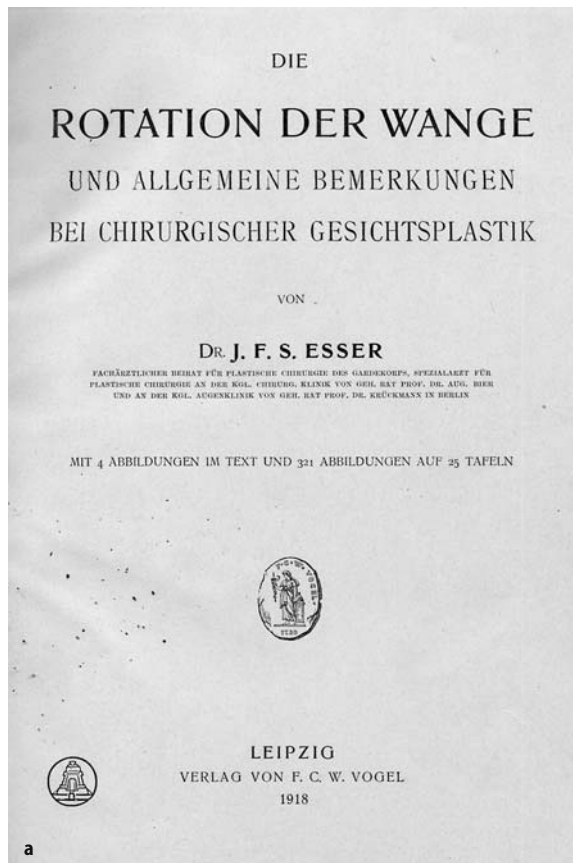 DIE
ROTATION DER WANGE
UND ALLGEMEINE BEMERKUNGEN
BEI CHIRURGISCHER GESICHTSPLASTIK
VON
DR. J. F. S. ESSER
FACHÄRZTLICHER BEIRAT FÜR PLASTISCHE CHIRURGIE DES GARDEKORPS, SPEZIALARZT FÜR
PLASTISCHE CHIRURGIE AN DER KGL. CHIRURG. KLINIK VON GEH. RAT PROF. DR. AUG. BIER
UND AN DER KGL. AUGENKLINIK VON GEH. RAT PROF. DR. KRÜCKMANN IN BERLIN
MIT 4 ABBILDUNGEN IM TEXT UND 321 ABBILDUNGEN AUF 25 TAFELN
F·C·W·VOGEL·
LEIPZIG
VERLAG VON F. C. W. VOGEL
1918
a